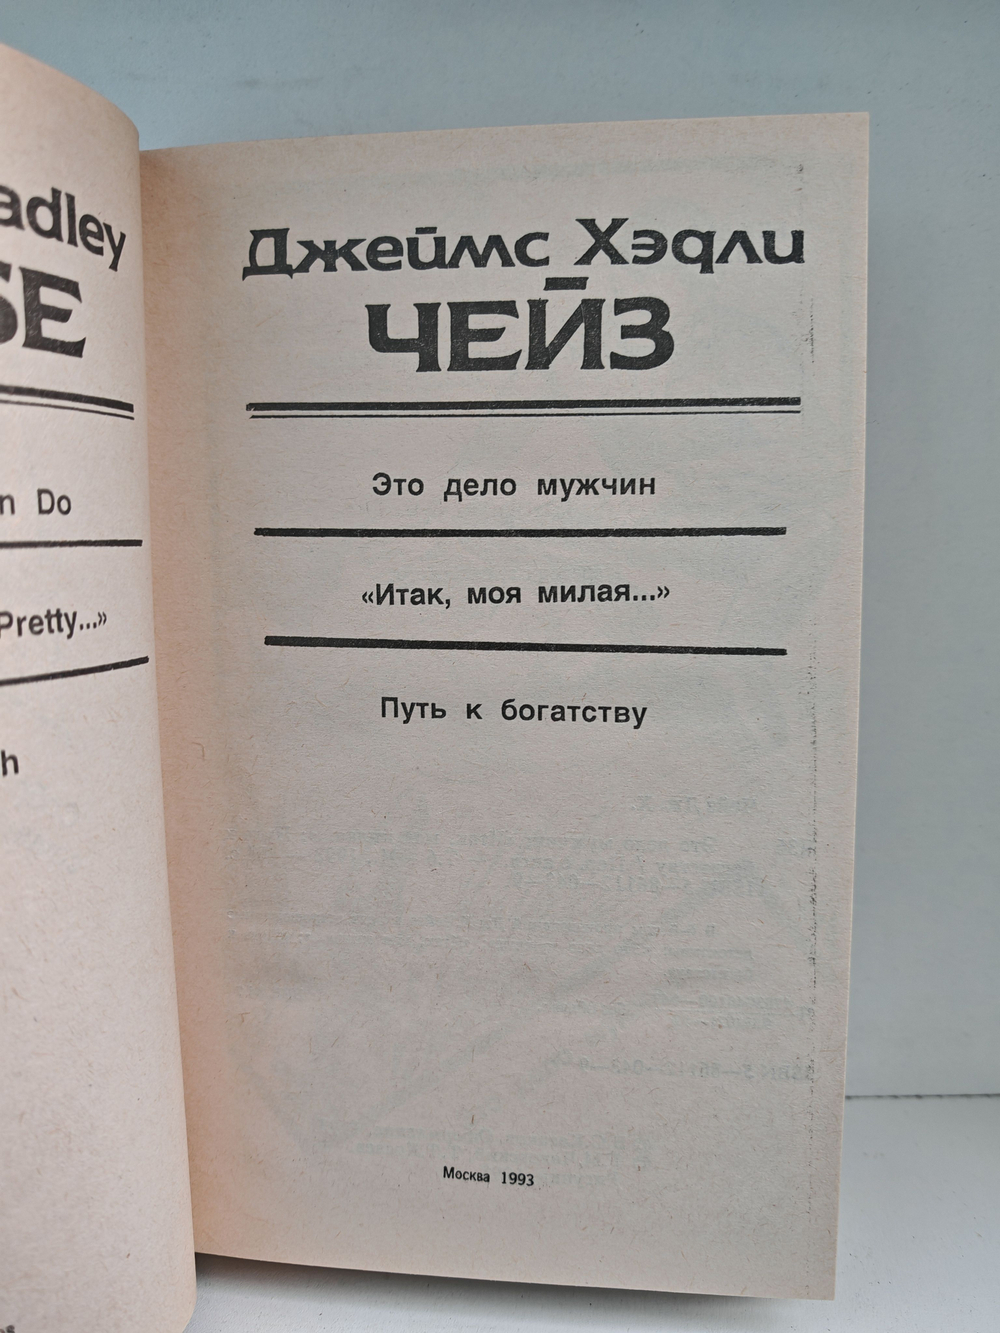 adley
SE
n Do
Pretty...»
h
Джеймс Хэдли
ЧЕЙЗ
Это дело мужчин
«Итак, моя милая...»
Путь к богатству
Москва 1993